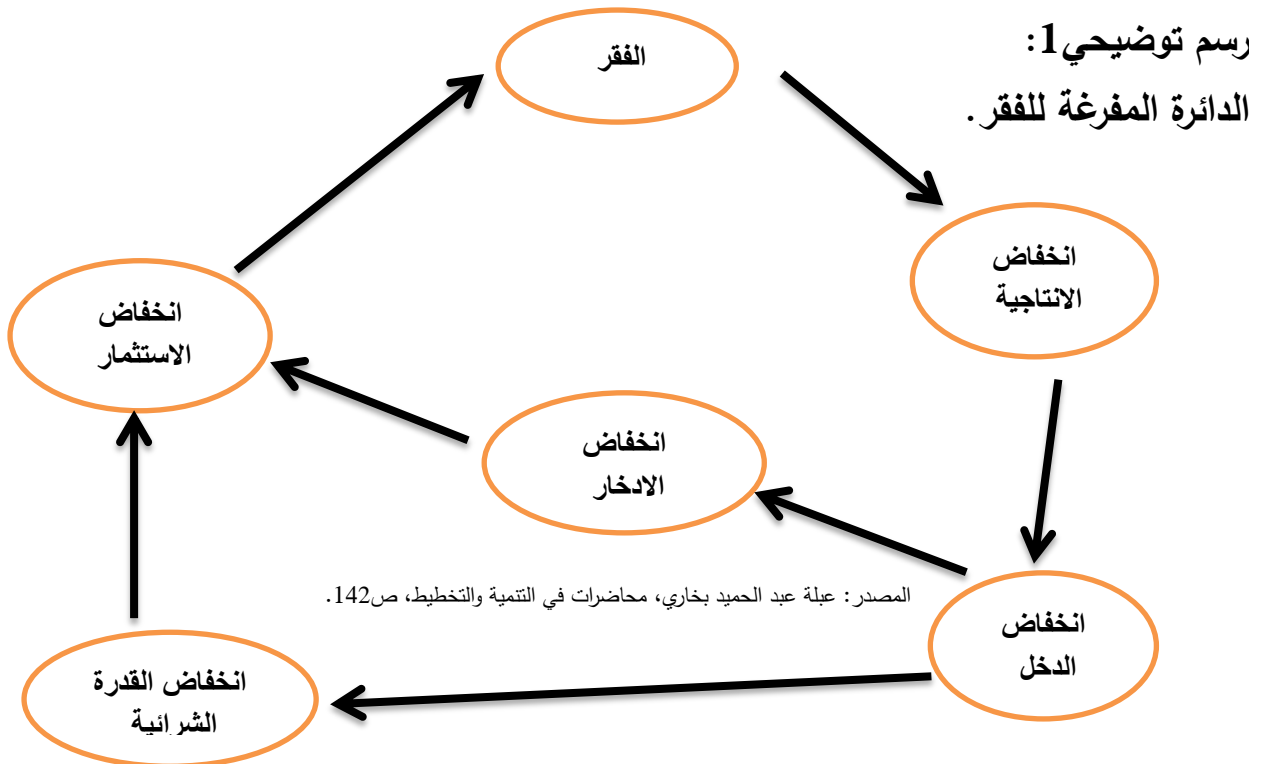 رسم توضيحي1:
الدائرة المفرغة للفقر.
الفقر
انخفاض
الانتاجية
انخفاض
الاستثمار
انخفاض
الادخار
المصدر: عبلة عبد الحميد بخاري، محاضرات في التنمية والتخطيط، ص142.
انخفاض
الدخل
انخفاض القدرة
الشرائية